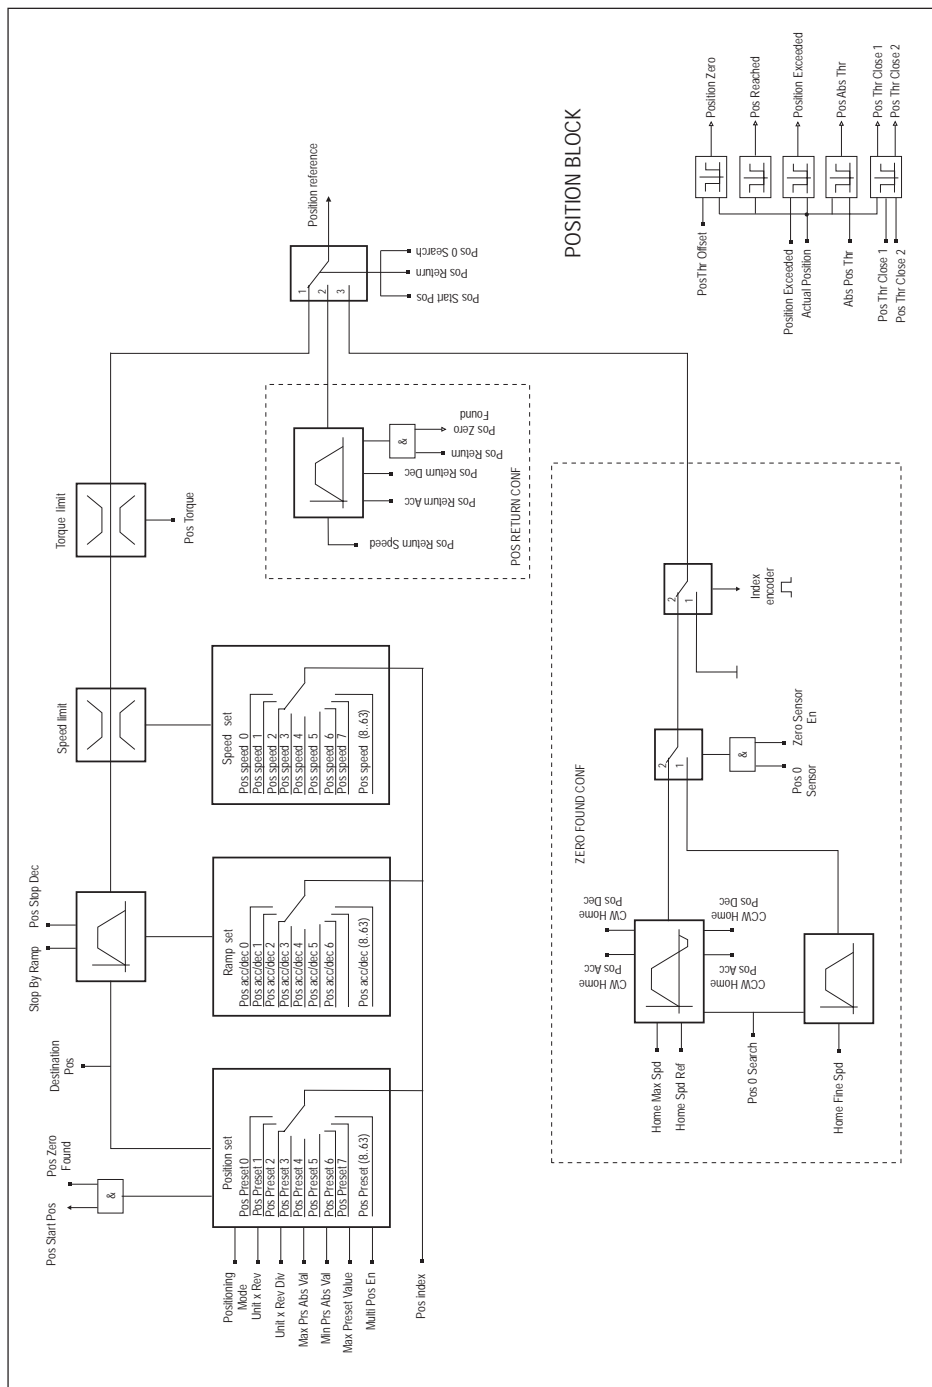 POSITION BLOCK
Pos Start Pos
Pos Zero
Found
&
Destination
Pos
Stop By Ramp
Pos Stop Dec
Speed limit
Torque limit
Pos Torque
Positioning
Mode
Unit x Rev
Unit x Rev Div
Max Prs Abs Val
Min Prs Abs Val
Max Preset Value
Multi Pos En
Pos index
Position set
Pos Preset 0
Pos Preset 1
Pos Preset 2
Pos Preset 3
Pos Preset 4
Pos Preset 5
Pos Preset 6
Pos Preset 7
Pos Preset (8..63)
Ramp set
Pos acc/dec 0
Pos acc/dec 1
Pos acc/dec 2
Pos acc/dec 3
Pos acc/dec 4
Pos acc/dec 5
Pos acc/dec 6
Pos acc/dec (8..63)
Speed set
Pos speed 0
Pos speed 1
Pos speed 2
Pos speed 3
Pos speed 4
Pos speed 5
Pos speed 6
Pos speed 7
Pos speed (8..63)
POS RETURN CONF
Pos Return Speed
Pos Return Acc
Pos Return Dec
Pos Return
Pos Zero
Found
&
1
2
3
Position reference
Pos Start Pos
Pos Return
Pos 0 Search
ZERO FOUND CONF
Home Max Spd
Home Spd Ref
CW Home
Pos Acc
CW Home
Pos Dec
CCW Home
Pos Acc
CCW Home
Pos Dec
Pos 0 Search
Home Fine Spd
2
1
&
Pos 0
Sensor
Zero Sensor
En
2
1
Index
encoder
PosThr Offset
Position Exceeded
Actual Position
Abs Pos Thr
Pos Thr Close 1
Pos Thr Close 2
Position Zero
Pos Reached
Position Exceeded
Pos Abs Thr
Pos Thr Close 1
Pos Thr Close 2